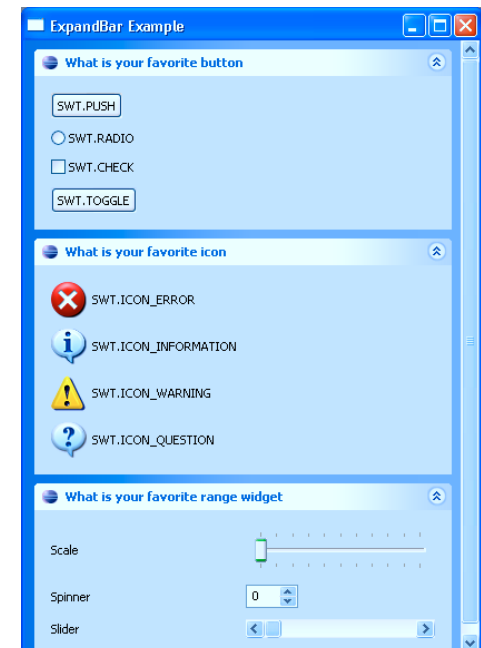 ExpandBar Example
What is your favorite button
SWT.PUSH
SWT.RADIO
SWT.CHECK
SWT.TOGGLE
What is your favorite icon
SWT.ICON_ERROR
SWT.ICON_INFORMATION
SWT.ICON_WARNING
SWT.ICON_QUESTION
What is your favorite range widget
Scale
Spinner 0
Slider